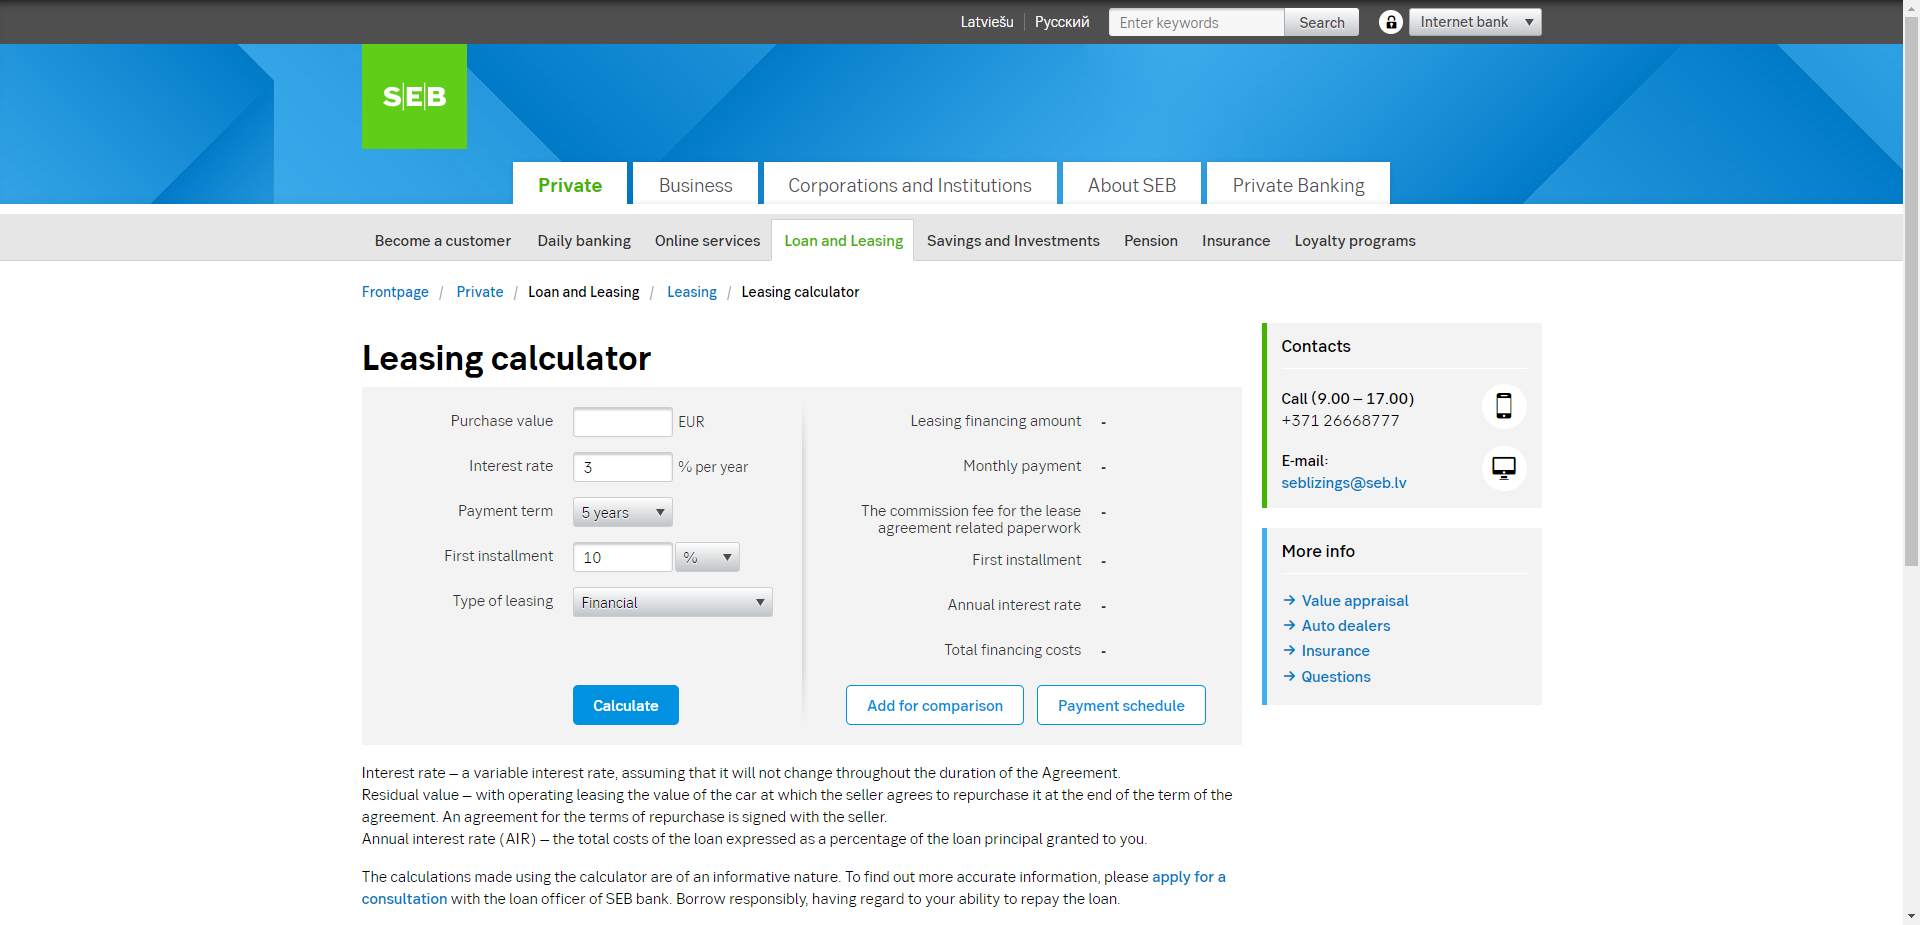 Latviešu
Русский
Enter keywords
Search
Internet bank
S|E|B
Private
Business
Corporations and Institutions
About SEB
Private Banking
Become a customer
Daily banking
Online services
Loan and Leasing
Savings and Investments
Pension
Insurance
Loyalty programs
Frontpage / Private / Loan and Leasing / Leasing / Leasing calculator
Leasing calculator
Purchase value
EUR
Interest rate
3
% per year
Payment term
5 years
First installment
10
%
Type of leasing
Financial
Calculate
Leasing financing amount -
Monthly payment -
The commission fee for the lease -
agreement related paperwork
First installment -
Annual interest rate -
Total financing costs -
Add for comparison
Payment schedule
Contacts
Call (9.00 – 17.00)
+371 26668777
E-mail:
seblizings@seb.lv
More info
→ Value appraisal
→ Auto dealers
→ Insurance
→ Questions
Interest rate – a variable interest rate, assuming that it will not change throughout the duration of the Agreement.
Residual value – with operating leasing the value of the car at which the seller agrees to repurchase it at the end of the term of the
agreement. An agreement for the terms of repurchase is signed with the seller.
Annual interest rate (AIR) – the total costs of the loan expressed as a percentage of the loan principal granted to you.
The calculations made using the calculator are of an informative nature. To find out more accurate information, please apply for a
consultation with the loan officer of SEB bank. Borrow responsibly, having regard to your ability to repay the loan.